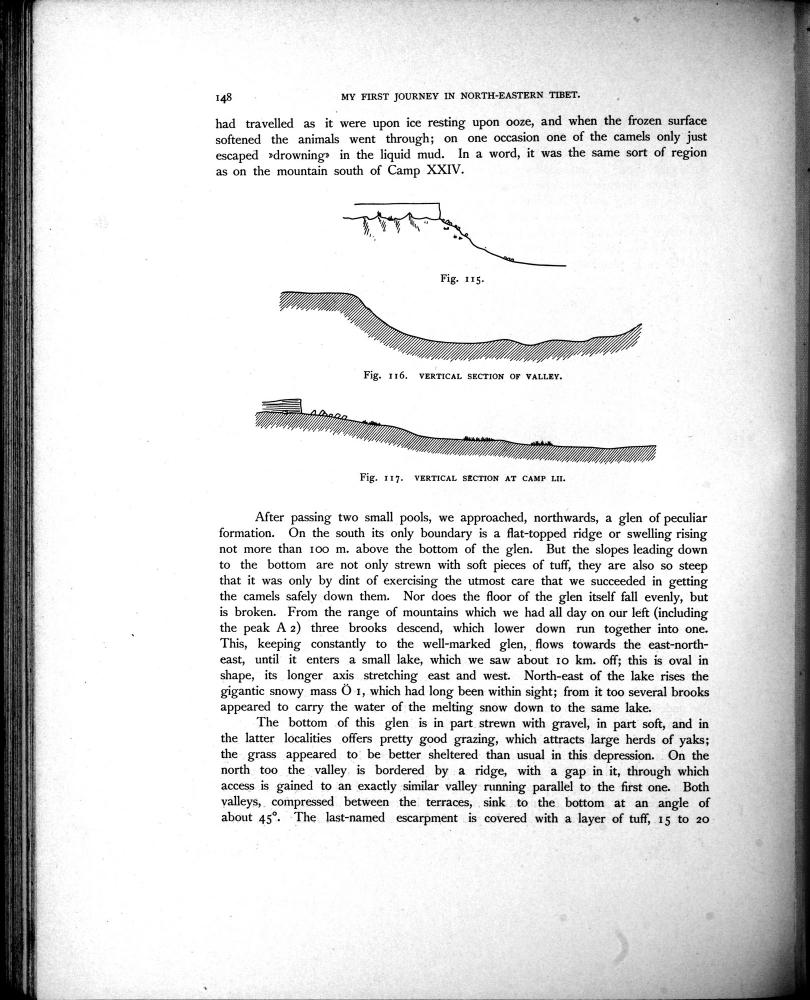 148 MY FIRST JOURNEY IN NORTH-EASTERN TIBET.
had travelled as it were upon ice resting upon ooze, and when the frozen surface
softened the animals went through; on one occasion one of the camels only just
escaped »drowning» in the liquid mud. In a word, it was the same sort of region
as on the mountain south of Camp XXIV.
Fig. 115.
Fig. 116. VERTICAL SECTION OF VALLEY.
Fig. 117. VERTICAL SECTION AT CAMP LII.
After passing two small pools, we approached, northwards, a glen of peculiar
formation. On the south its only boundary is a flat-topped ridge or swelling rising
not more than 100 m. above the bottom of the glen. But the slopes leading down
to the bottom are not only strewn with soft pieces of tuff, they are also so steep
that it was only by dint of exercising the utmost care that we succeeded in getting
the camels safely down them. Nor does the floor of the glen itself fall evenly, but
is broken. From the range of mountains which we had all day on our left (including
the peak A 2) three brooks descend, which lower down run together into one.
This, keeping constantly to the well-marked glen, flows towards the east-north-
east, until it enters a small lake, which we saw about 10 km. off; this is oval in
shape, its longer axis stretching east and west. North-east of the lake rises the
gigantic snowy mass Ö 1, which had long been within sight; from it too several brooks
appeared to carry the water of the melting snow down to the same lake.
The bottom of this glen is in part strewn with gravel, in part soft, and in
the latter localities offers pretty good grazing, which attracts large herds of yaks;
the grass appeared to be better sheltered than usual in this depression. On the
north too the valley is bordered by a ridge, with a gap in it, through which
access is gained to an exactly similar valley running parallel to the first one. Both
valleys, compressed between the terraces, sink to the bottom at an angle of
about 45°. The last-named escarpment is covered with a layer of tuff, 15 to 20